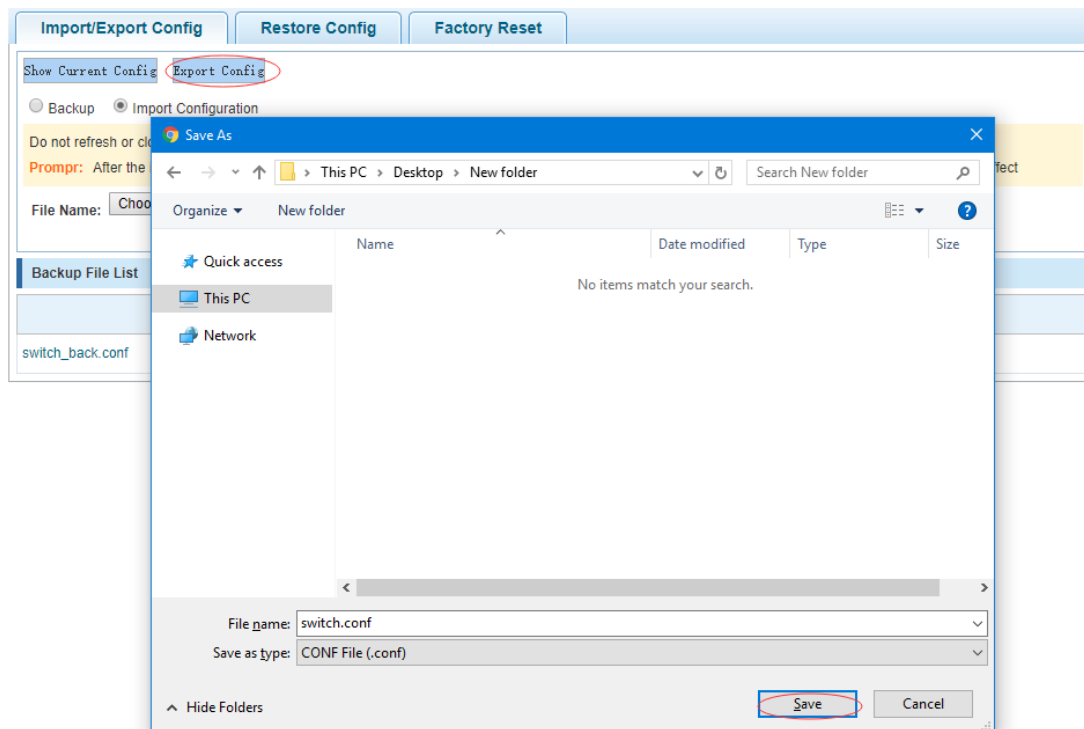 Import/Export Config Restore Config Factory Reset
Show Current Config Export Config
Backup Import Configuration
Save As
Do not refresh or
Prompr: After the
This PC Desktop New folder
Search New folder
File Name:
Organize New folder
Name Date modified Type Size
No items match your search.
Quick access
This PC
Network
Backup File List
switch_back.conf
File name: switch.conf
Save as type: CONF File (.conf)
Hide Folders
Save Cancel